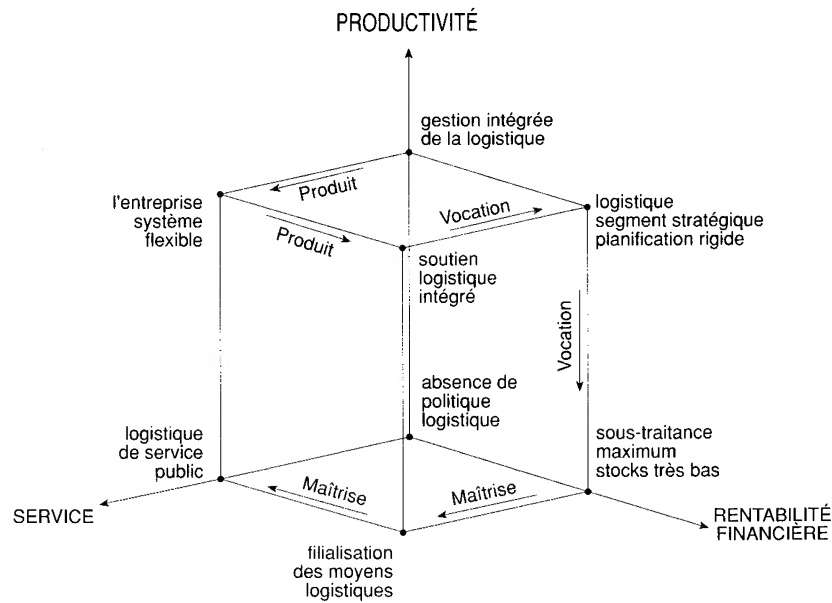 PRODUCTIVITÉ
gestion intégrée
de la logistique
Produit
l'entreprise
système
flexible
Produit
Vocation
logistique
segment stratégique
planification rigide
soutien
logistique
intégré
Vocation
absence de
politique
logistique
logistique
de service
public
sous-traitance
maximum
stocks très bas
Maîtrise
Maîtrise
SERVICE
RENTABILITÉ
FINANCIÈRE
filialisation
des moyens
logistiques